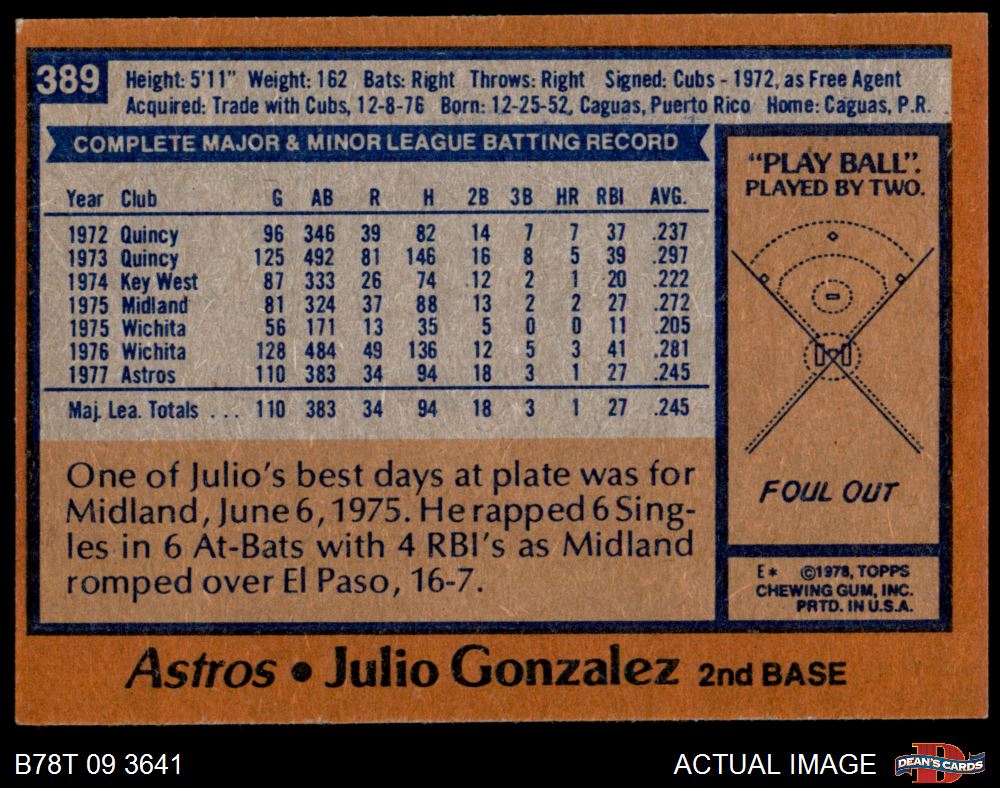 389
Height: 5'11" Weight: 162 Bats: Right Throws: Right Signed: Cubs - 1972, as Free Agent
Acquired: Trade with Cubs, 12-8-76 Born: 12-25-52, Caguas, Puerto Rico Home: Caguas, P.R.
COMPLETE MAJOR & MINOR LEAGUE BATTING RECORD
Year Club G AB R H 2B 3B HR RBI AVG.
1972 Quincy 96 346 39 82 14 7 7 37 .237
1973 Quincy 125 492 81 146 16 8 5 39 .297
1974 Key West 87 333 26 74 12 2 1 20 .222
1975 Midland 81 324 37 88 13 2 2 27 .272
1975 Wichita 56 171 13 35 5 0 0 11 .205
1976 Wichita 128 484 49 136 12 5 3 41 .281
1977 Astros 110 383 34 94 18 3 1 27 .245
Maj. Lea. Totals ... 110 383 34 94 18 3 1 27 .245
One of Julio's best days at plate was for
Midland, June 6, 1975. He rapped 6 Sing-
les in 6 At-Bats with 4 RBI's as Midland
romped over El Paso, 16-7.
"PLAY BALL".
PLAYED BY TWO.
FOUL OUT
E* ©1978, TOPPS
CHEWING GUM, INC.
PRTD. IN U.S.A.
Astros • Julio Gonzalez 2nd BASE
B78T 09 3641
ACTUAL IMAGE
D
DEAN'S CARDS